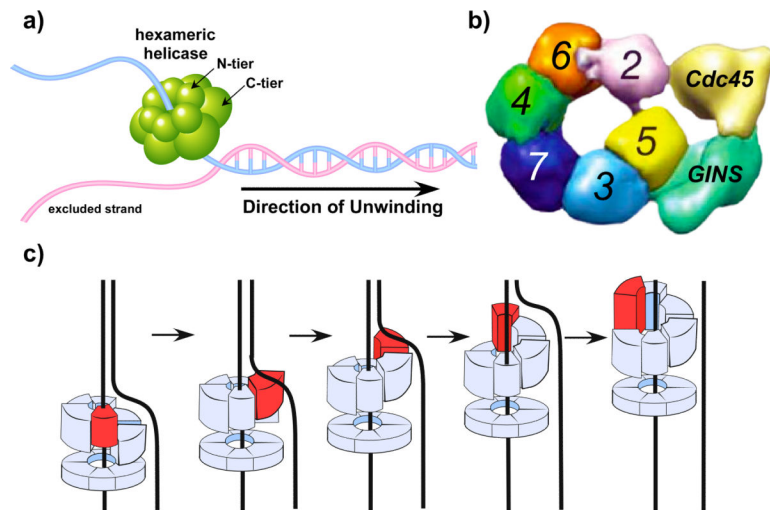 a)
hexameric
helicase
N-tier
C-tier
excluded strand
Direction of Unwinding
b)
6
2
Cdc45
4
5
7
3
GINS
c)